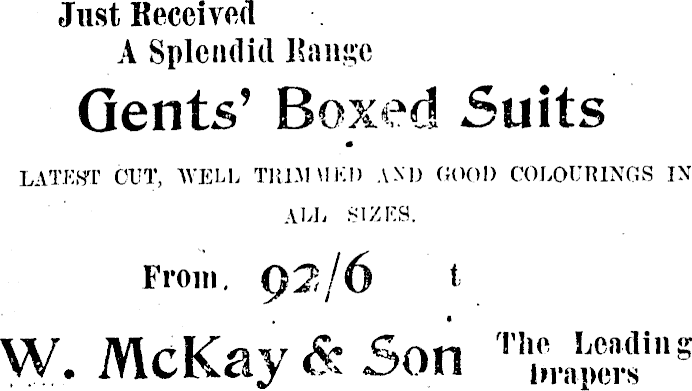 Just Received
A Splendid Range
Gents' Boxed Suits
LATEST CUT, WELL TRIMMED AND GOOD COLOURINGS IN
ALL SIZES.
From. 92/6 t
W. McKay & Son The Leading
Drapers